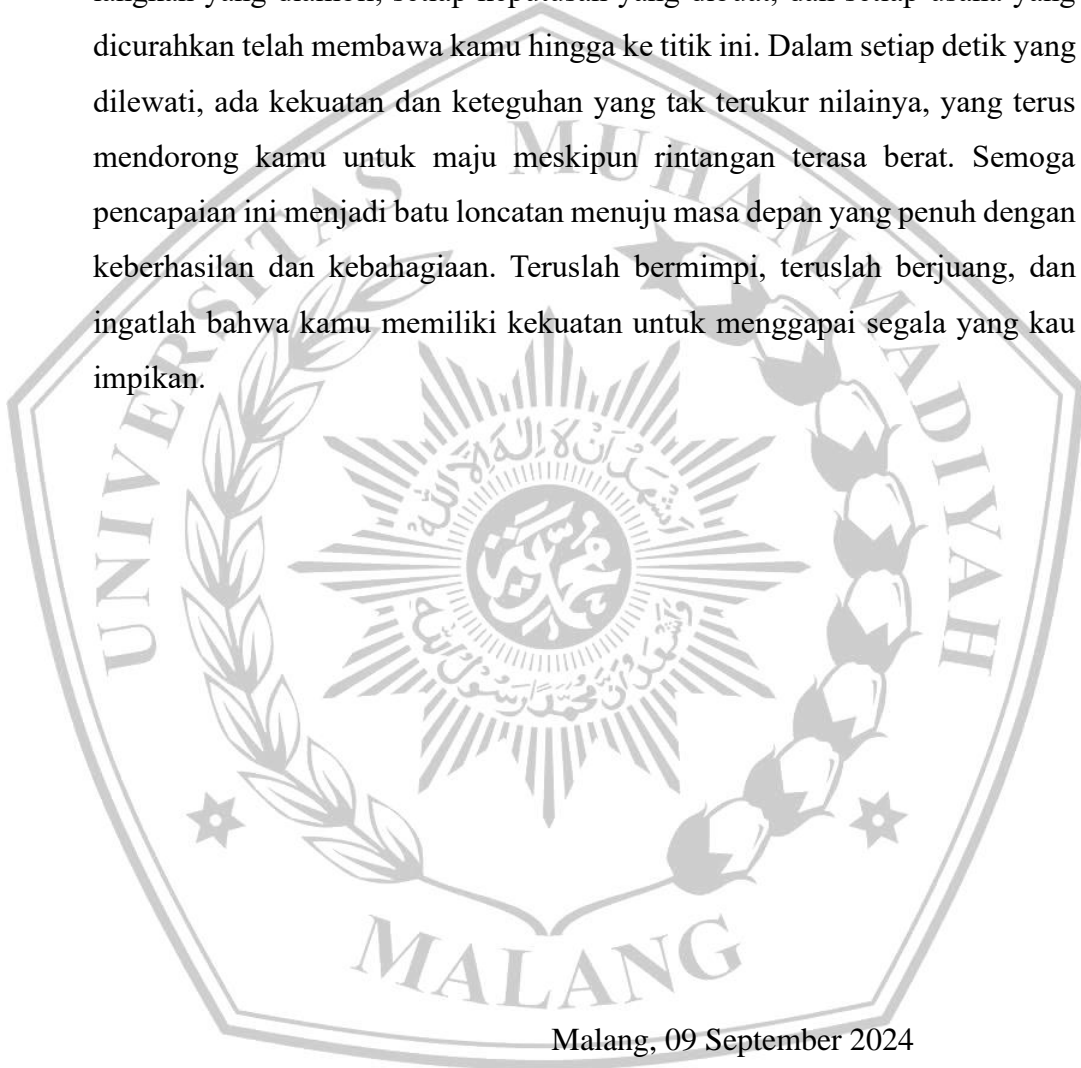 dicurahkan telah membawa kamu hingga ke titik ini. Dalam setiap detik yang
dilewati, ada kekuatan dan keteguhan yang tak terukur nilainya, yang terus
mendorong kamu untuk maju meskipun rintangan terasa berat. Semoga
pencapaian ini menjadi batu loncatan menuju masa depan yang penuh dengan
keberhasilan dan kebahagiaan. Teruslah bermimpi, teruslah berjuang, dan
ingatlah bahwa kamu memiliki kekuatan untuk menggapai segala yang kau
impikan.
UNIVERSITAS MUHAMMADIYAH
MALANG
Malang, 09 September 2024